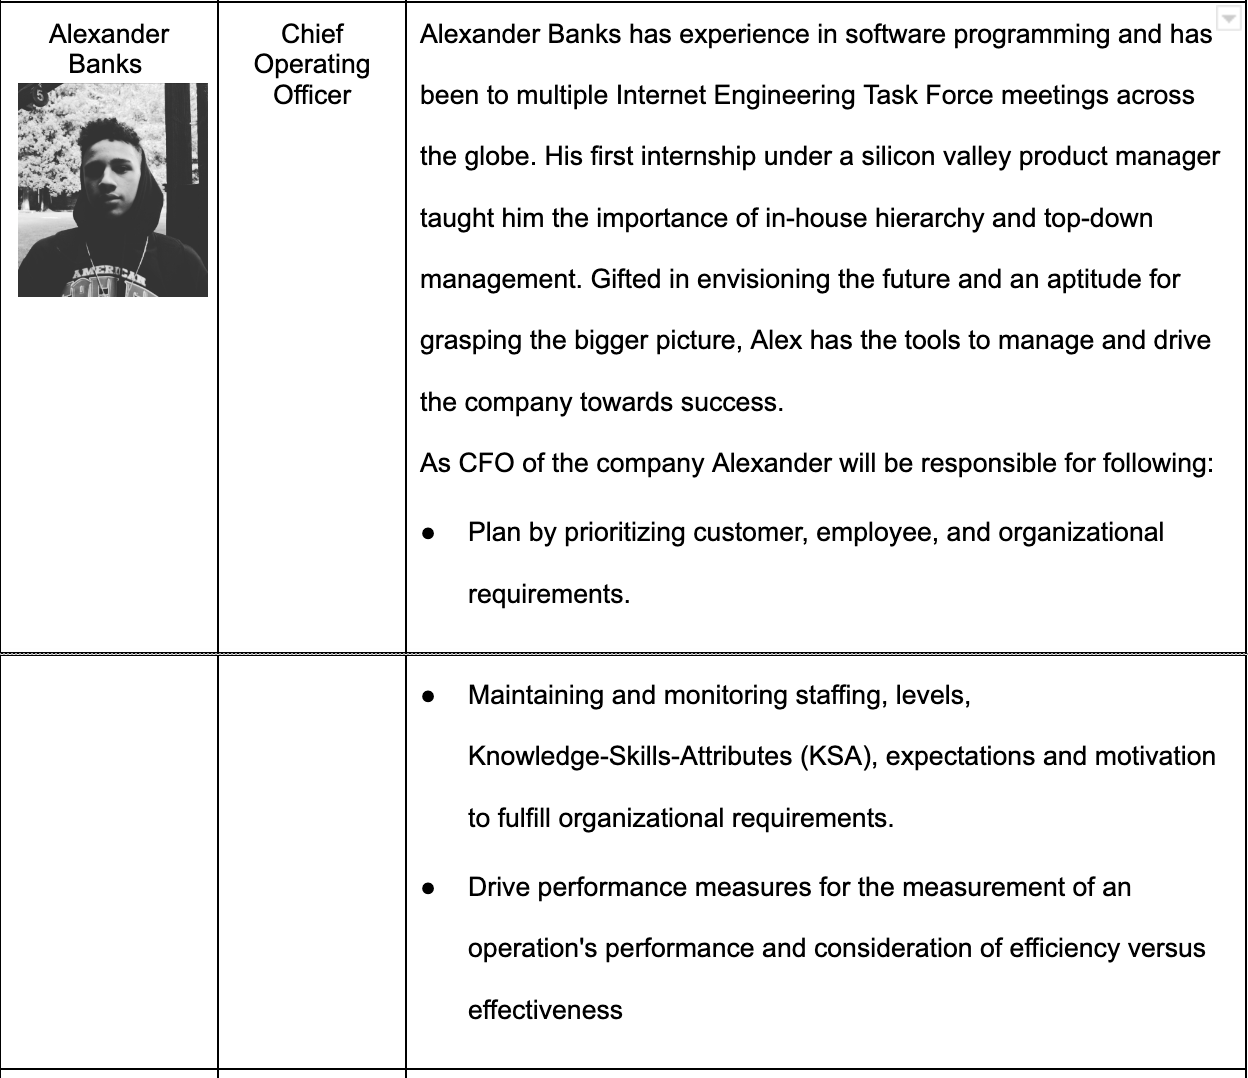 Alexander
Banks
5
AMERICAN
Chief
Operating
Officer
Alexander Banks has experience in software programming and has
been to multiple Internet Engineering Task Force meetings across
the globe. His first internship under a silicon valley product manager
taught him the importance of in-house hierarchy and top-down
management. Gifted in envisioning the future and an aptitude for
grasping the bigger picture, Alex has the tools to manage and drive
the company towards success.
As CFO of the company Alexander will be responsible for following:
● Plan by prioritizing customer, employee, and organizational
requirements.
● Maintaining and monitoring staffing, levels,
Knowledge-Skills-Attributes (KSA), expectations and motivation
to fulfill organizational requirements.
● Drive performance measures for the measurement of an
operation's performance and consideration of efficiency versus
effectiveness